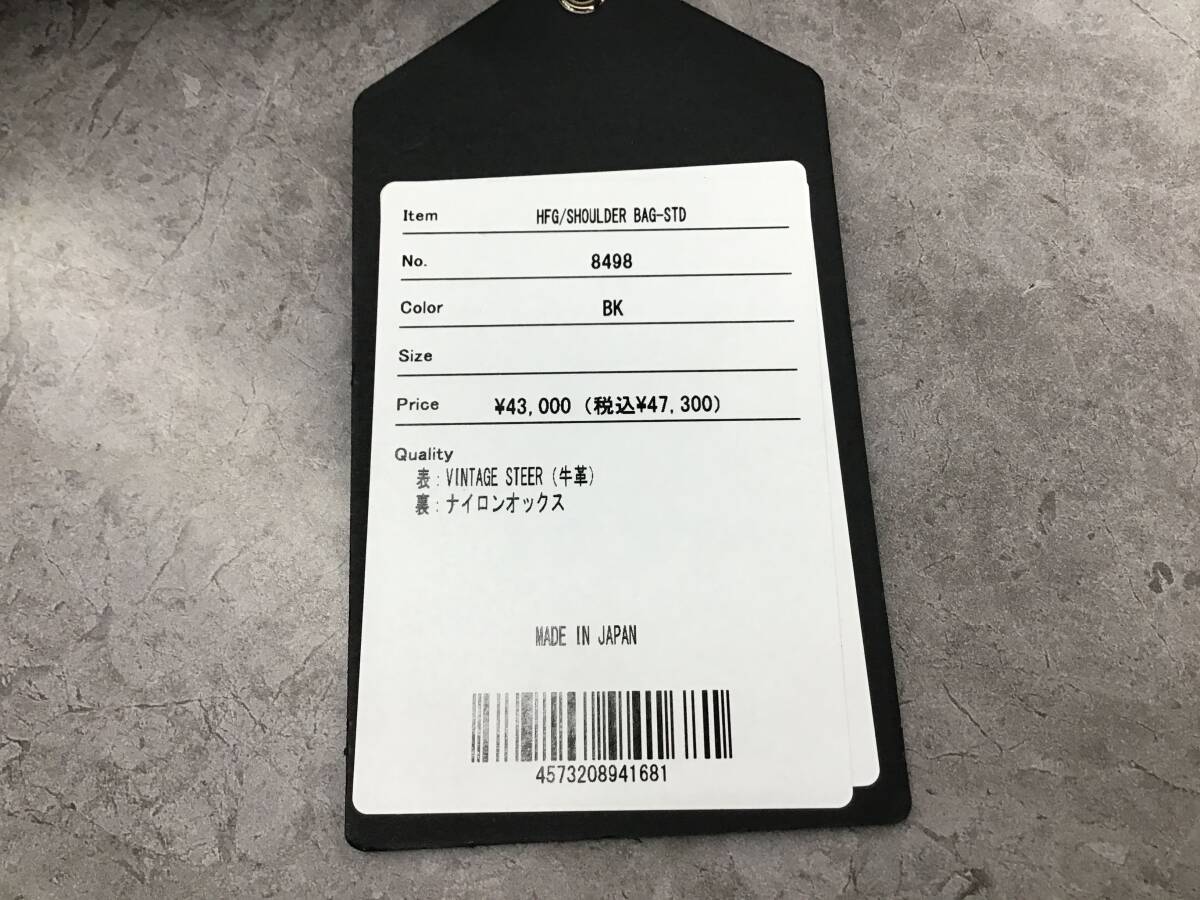 Item HFG/SHOULDER BAG-STD
No. 8498
Color BK
Size
Price ¥43,000 (税込¥47,300)
Quality
表:VINTAGE STEER(牛革)
裏:ナイロンオックス
MADE IN JAPAN
4573208941681